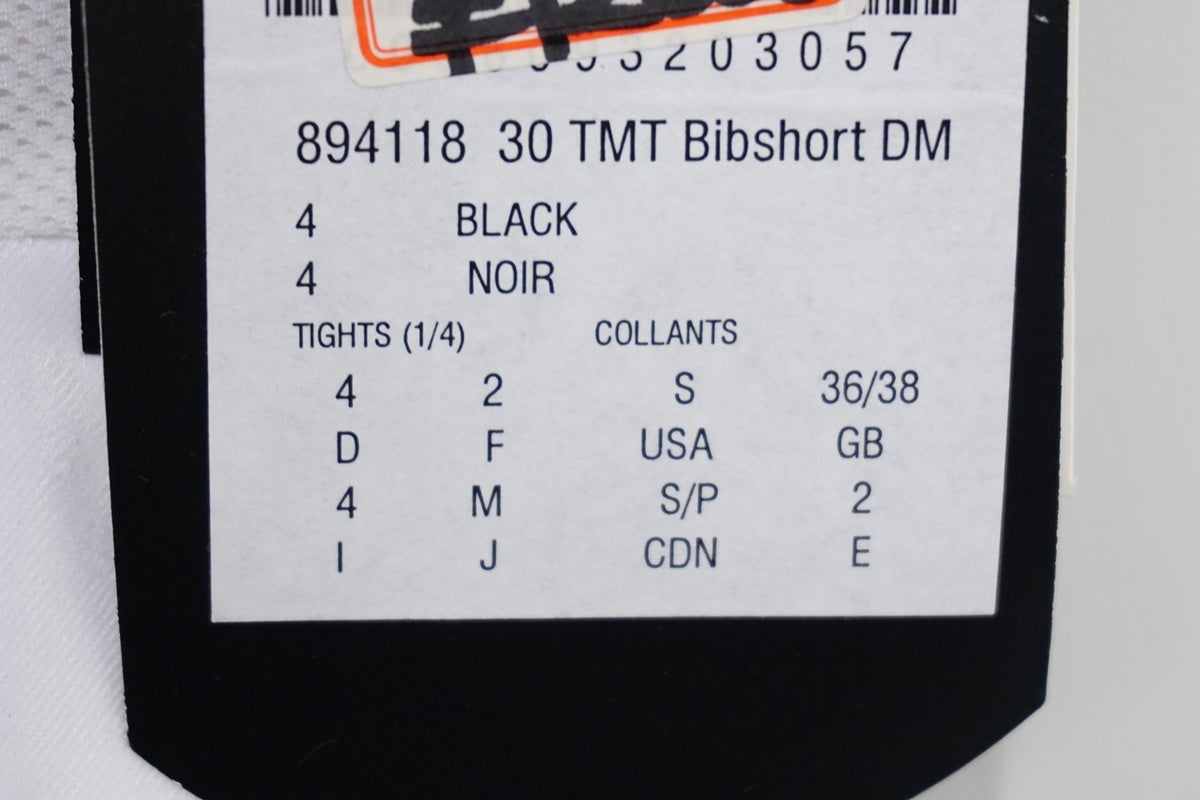 3203057
894118 30 TMT Bibshort DM
4 BLACK
4 NOIR
TIGHTS (1/4) COLLANTS
4 2 S 36/38
D F USA GB
4 M S/P 2
I J CDN E